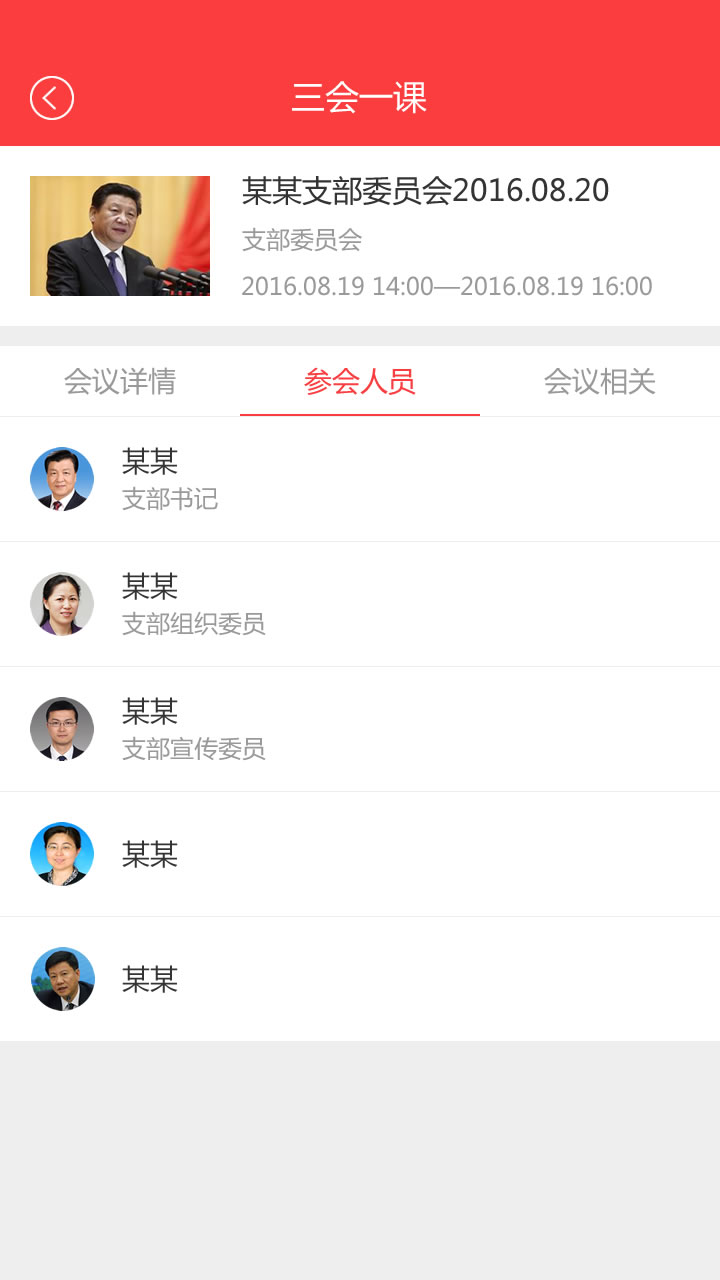 三会一课
某某支部委员会2016.08.20
支部委员会
2016.08.19 14:00—2016.08.19 16:00
会议详情 参会人员 会议相关
某某
支部书记
某某
支部组织委员
某某
支部宣传委员
某某
某某